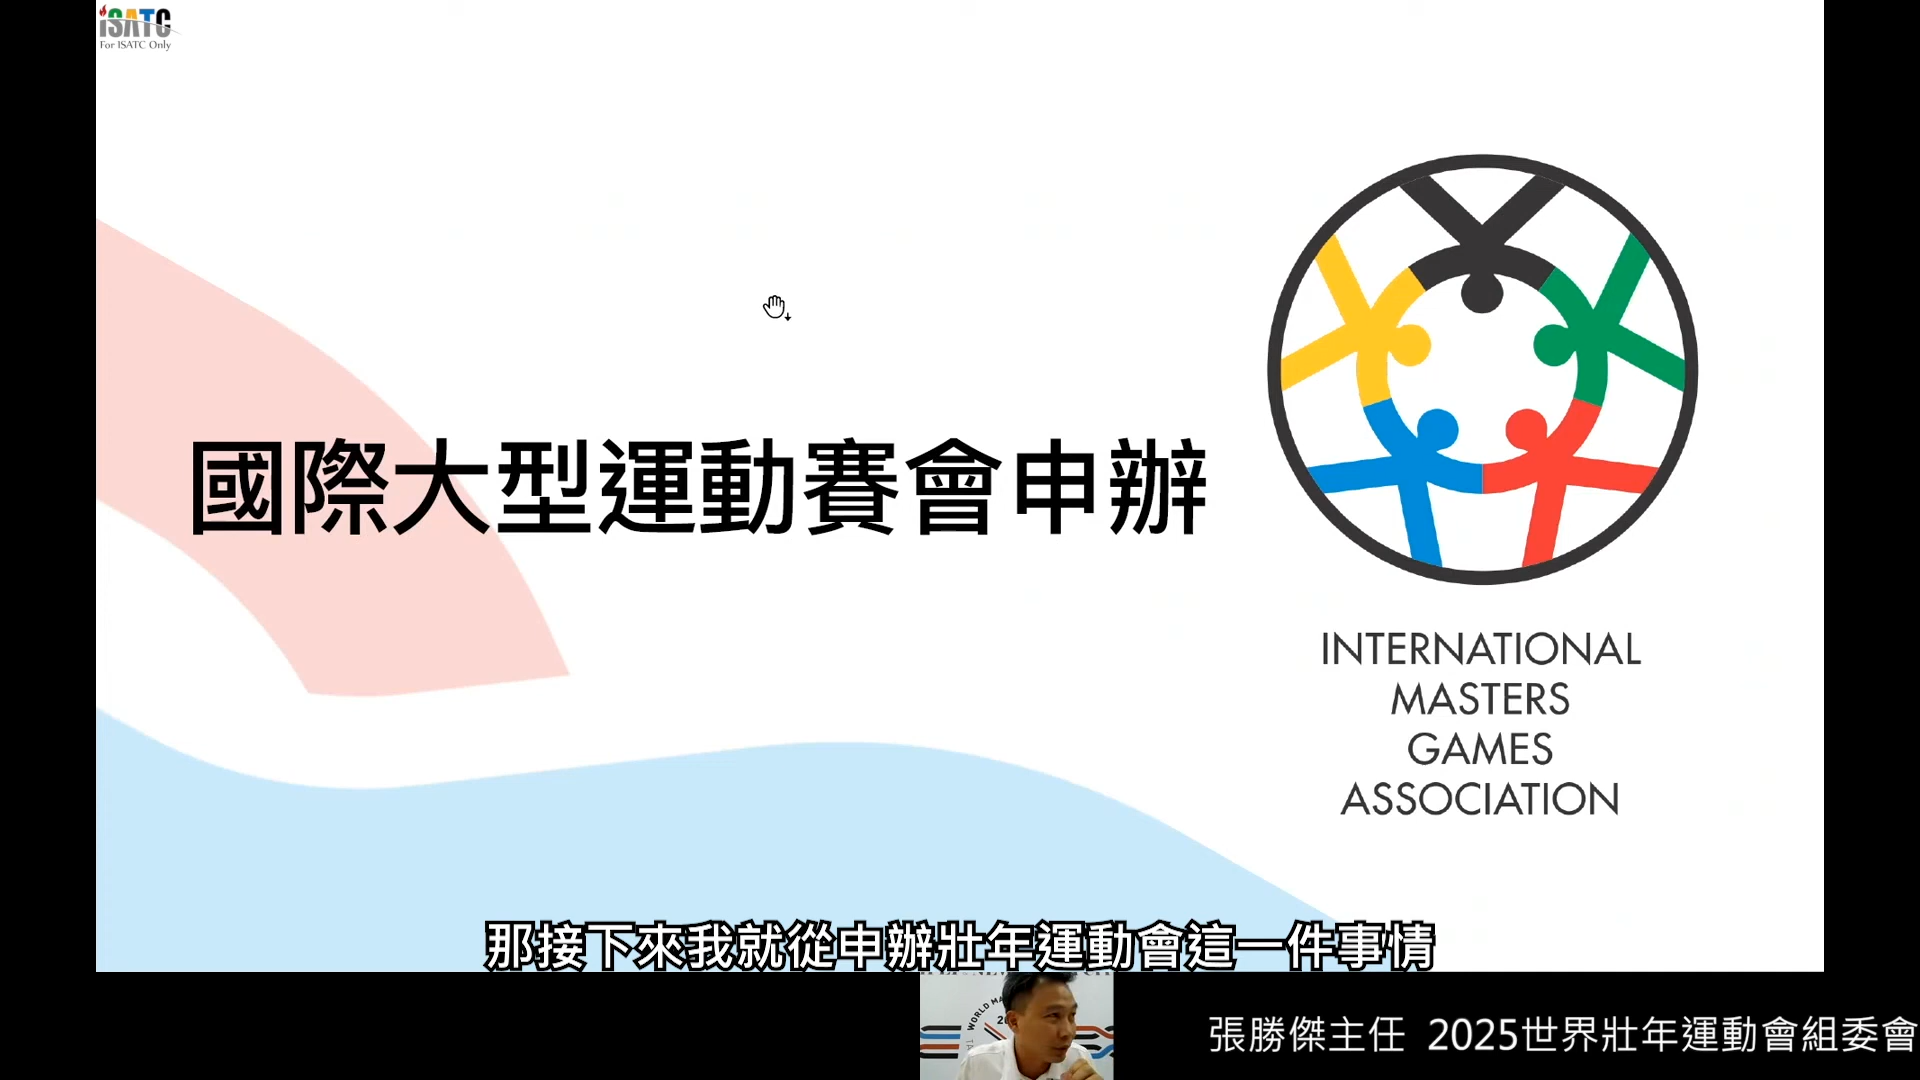 iSATC
For ISATC Only
國際大型運動賽會申辦
INTERNATIONAL
MASTERS
GAMES
ASSOCIATION
那接下來我就從申辦壯年運動會這一件事情
WORLD MA
張勝傑主任 2025世界壯年運動會組委會